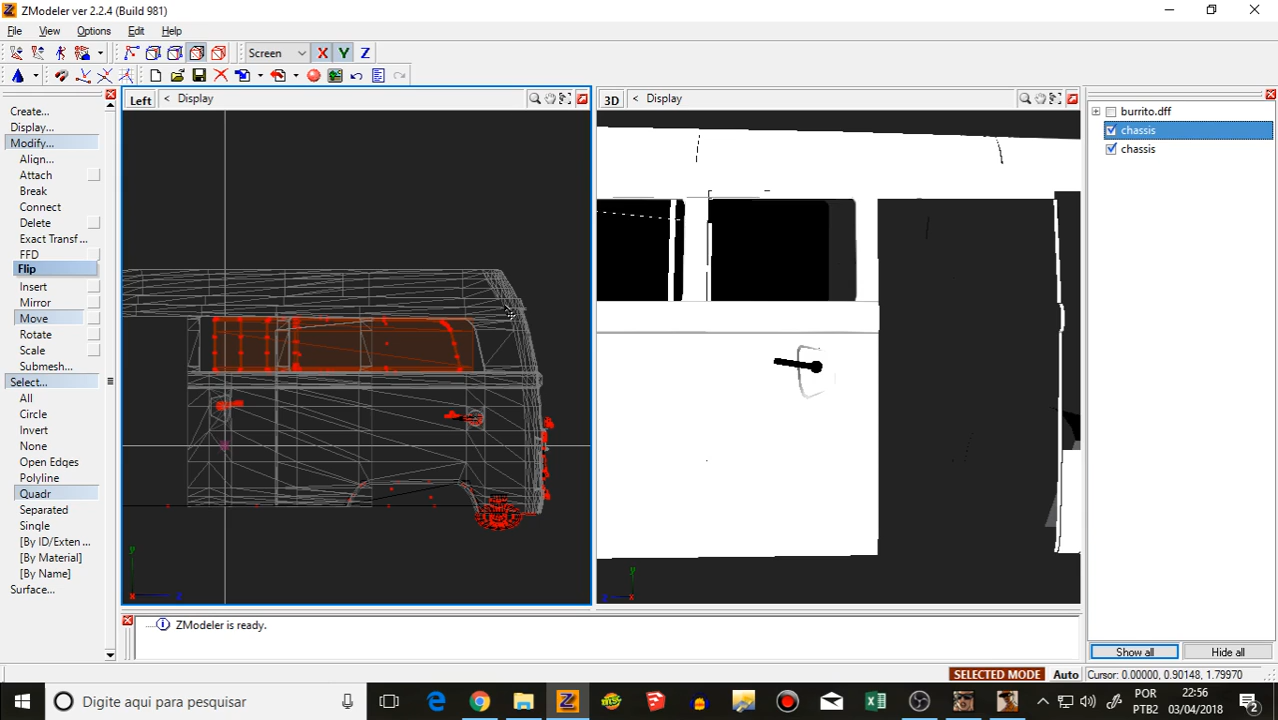 ZModeler ver 2.2.4 (Build 981)
File View Options Edit Help
Screen X Y Z
Create...
Display...
Modify...
Align...
Attach
Break
Connect
Delete
Exact Transf ...
FFD
Flip
Insert
Mirror
Move
Rotate
Scale
Submesh...
Select...
All
Circle
Invert
None
Open Edges
Polyline
Quadr
Separated
Single
[By ID/Exten ...
[By Material]
[By Name]
Surface...
Left < Display
3D < Display
burrito.dff
chassis
chassis
Show all Hide all
ZModeler is ready.
SELECTED MODE Auto Cursor: 0.00000, 0.90148, 1.79970
Digite aqui para pesquisar
POR
PTB2
22:56
03/04/2018
2